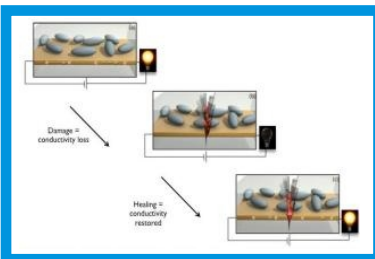 (a)
Damage =
conductivity loss
(b)
Healing =
conductivity
restored
(c)